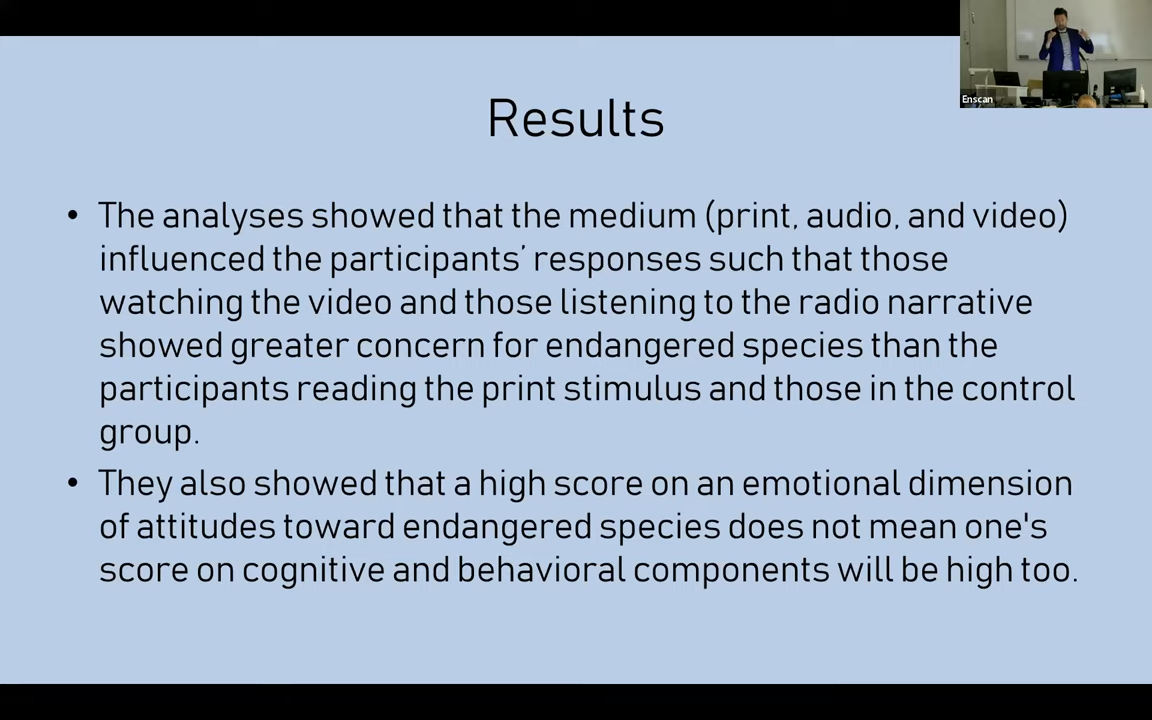 Enscan
Results
• The analyses showed that the medium (print, audio, and video)
influenced the participants’ responses such that those
watching the video and those listening to the radio narrative
showed greater concern for endangered species than the
participants reading the print stimulus and those in the control
group.
• They also showed that a high score on an emotional dimension
of attitudes toward endangered species does not mean one's
score on cognitive and behavioral components will be high too.